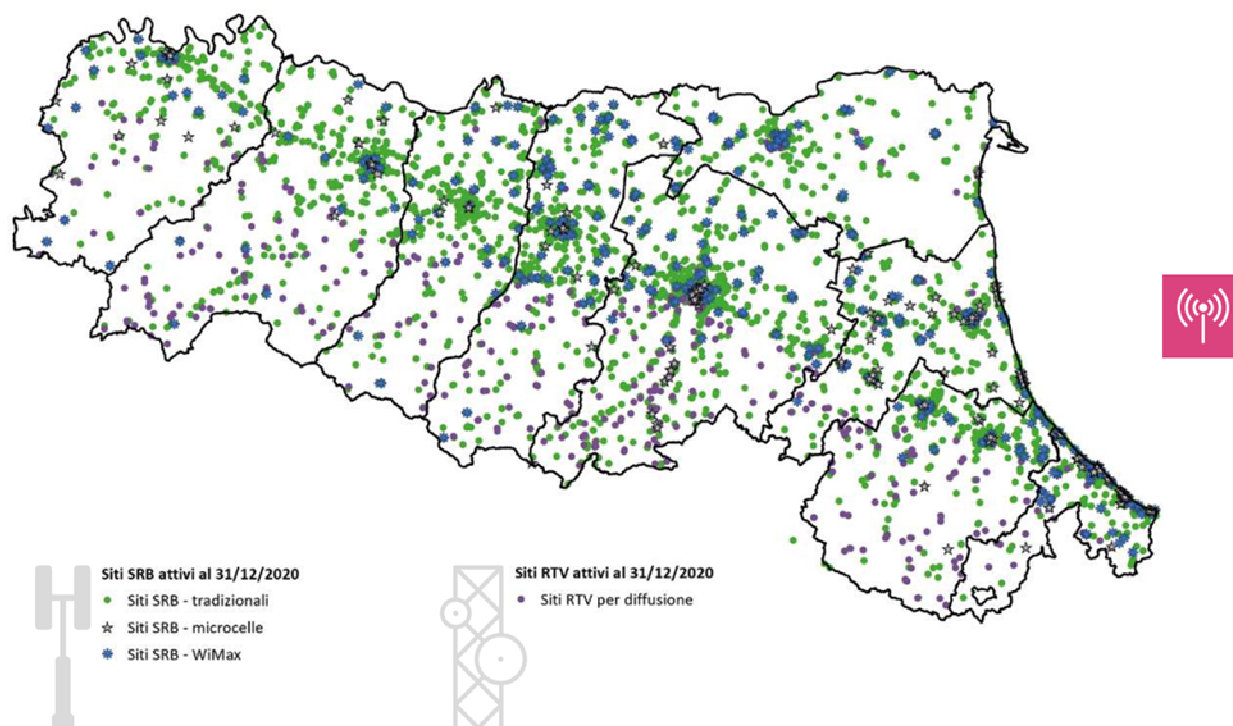 Siti SRB attivi al 31/12/2020
Siti SRB - tradizionali
Siti SRB - microcelle
Siti SRB - WiMax
Siti RTV attivi al 31/12/2020
Siti RTV per diffusione